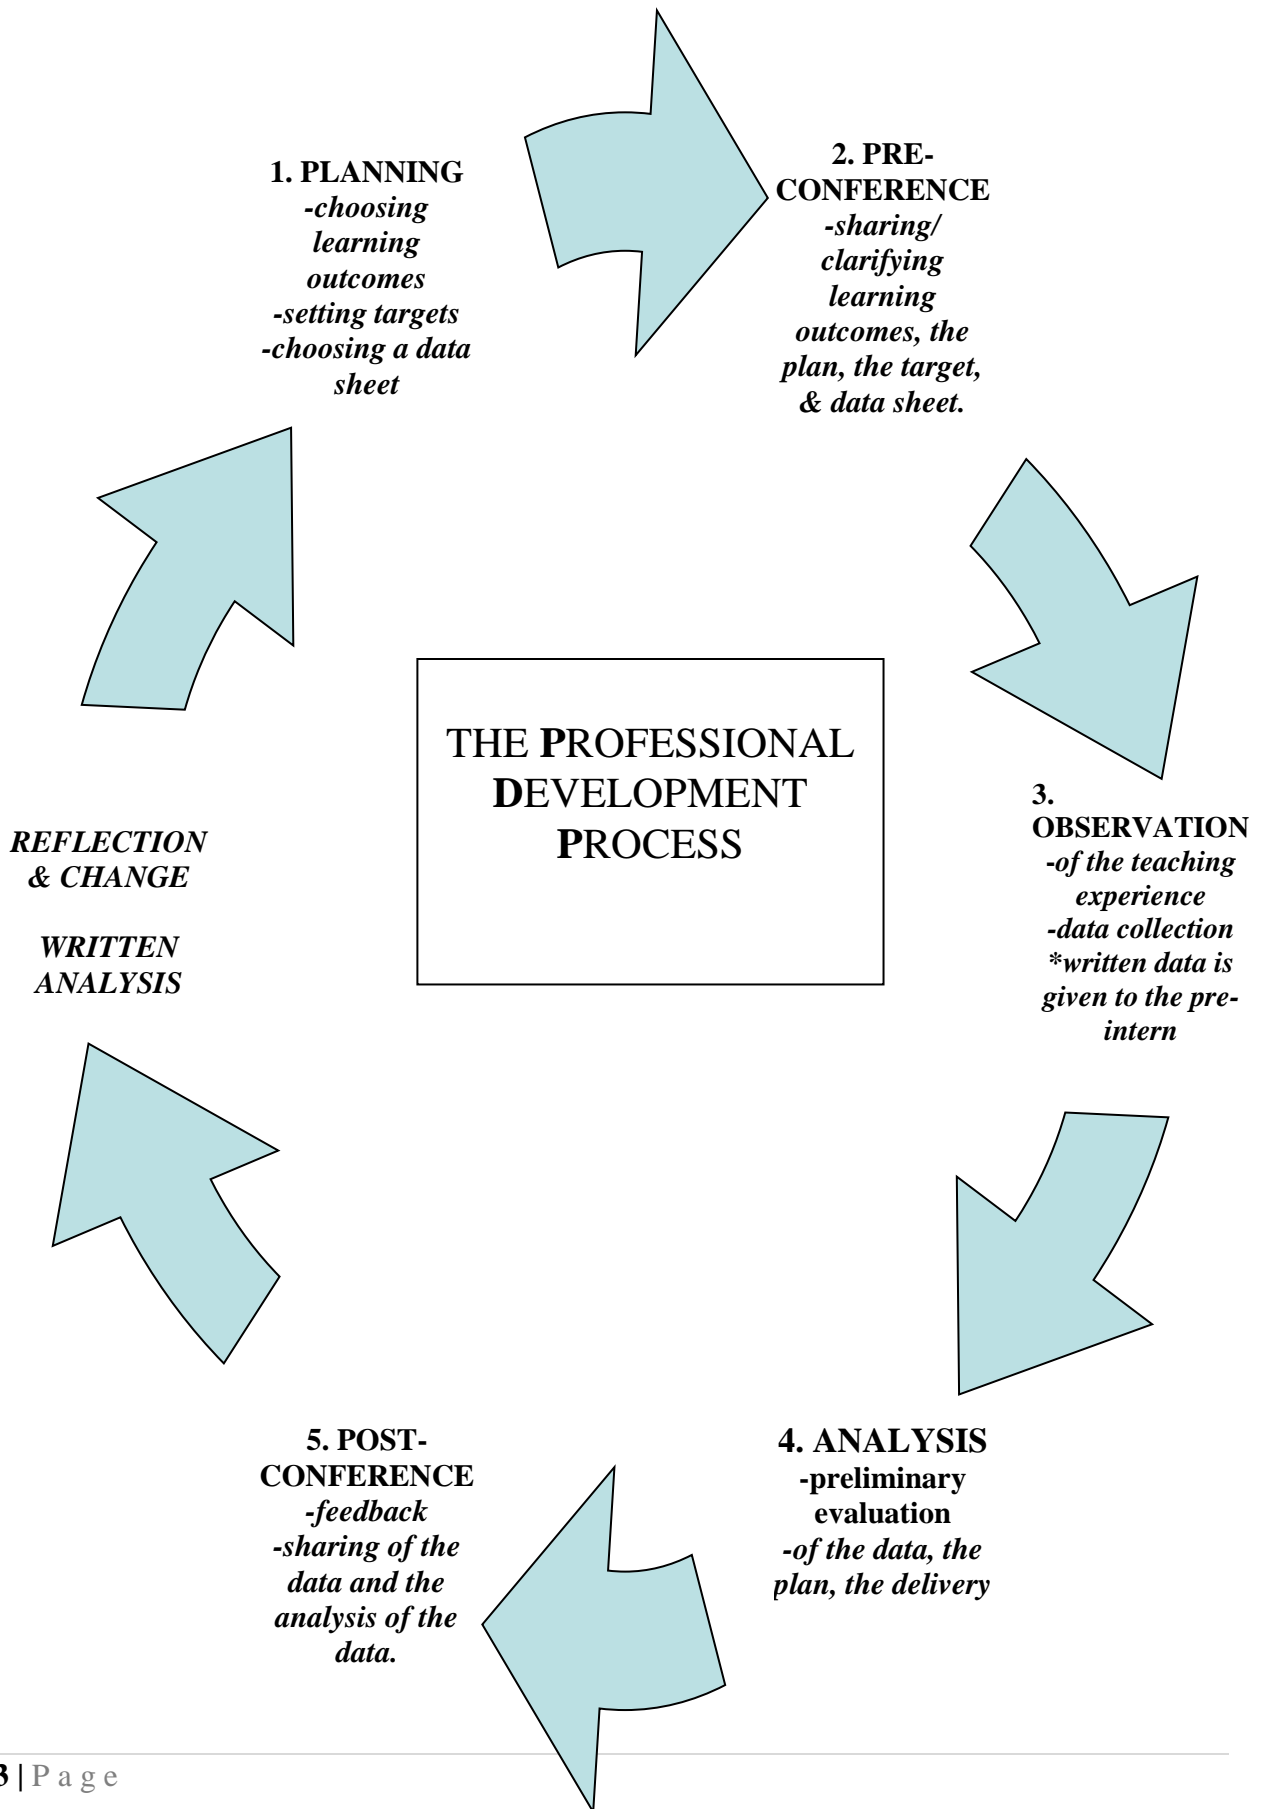 1. PLANNING
-choosing
learning
outcomes
-setting targets
-choosing a data
sheet
2. PRE-
CONFERENCE
-sharing/
clarifying
learning
outcomes, the
plan, the target,
& data sheet.
3.
OBSERVATION
-of the teaching
experience
-data collection
*written data is
given to the pre-
intern
4. ANALYSIS
-preliminary
evaluation
-of the data, the
plan, the delivery
5. POST-
CONFERENCE
-feedback
-sharing of the
data and the
analysis of the
data.
REFLECTION
& CHANGE
WRITTEN
ANALYSIS
THE PROFESSIONAL
DEVELOPMENT
PROCESS
3 | P a g e